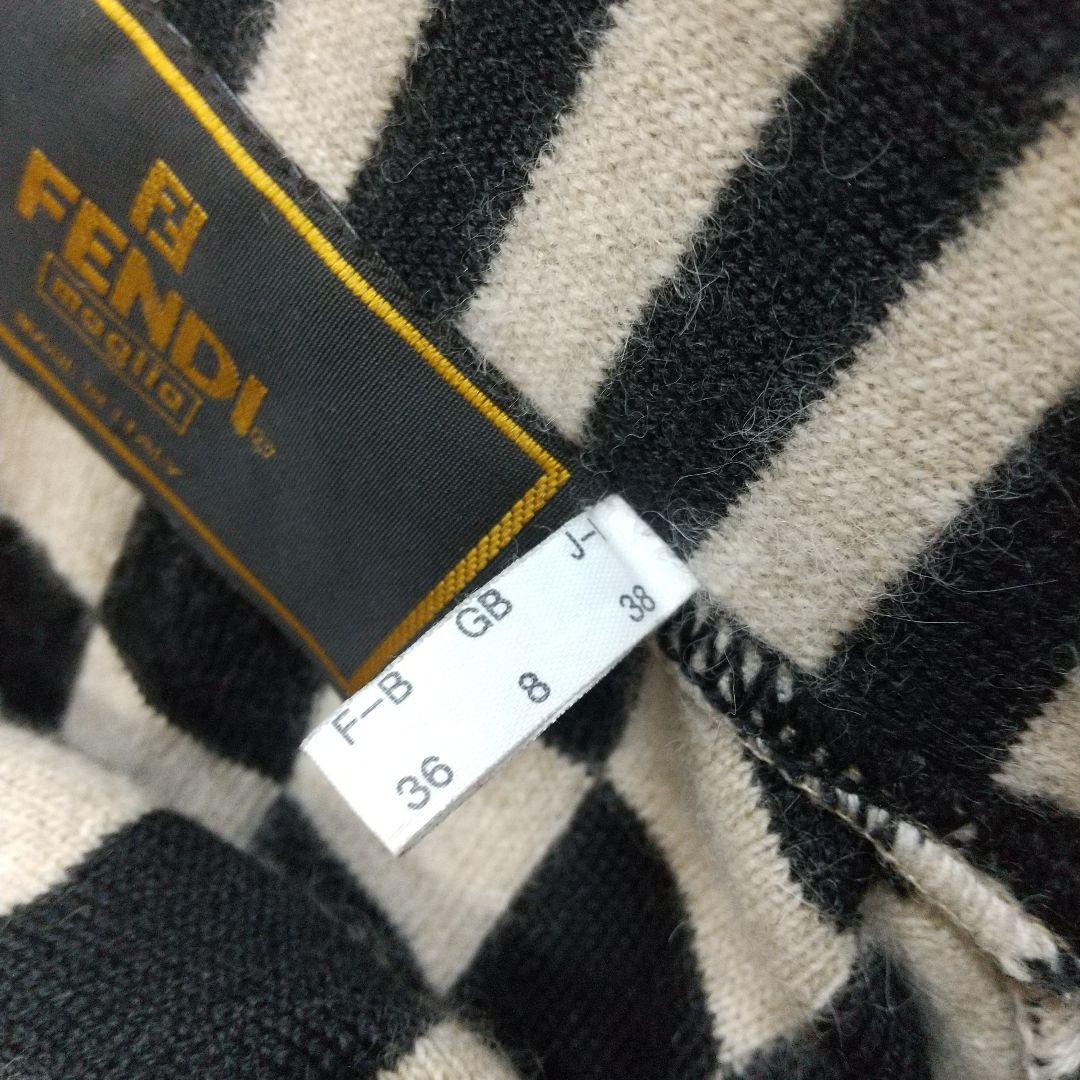 FF
FENDI
maglia
MADE IN ITALY
F-B GB J-
36 8 38